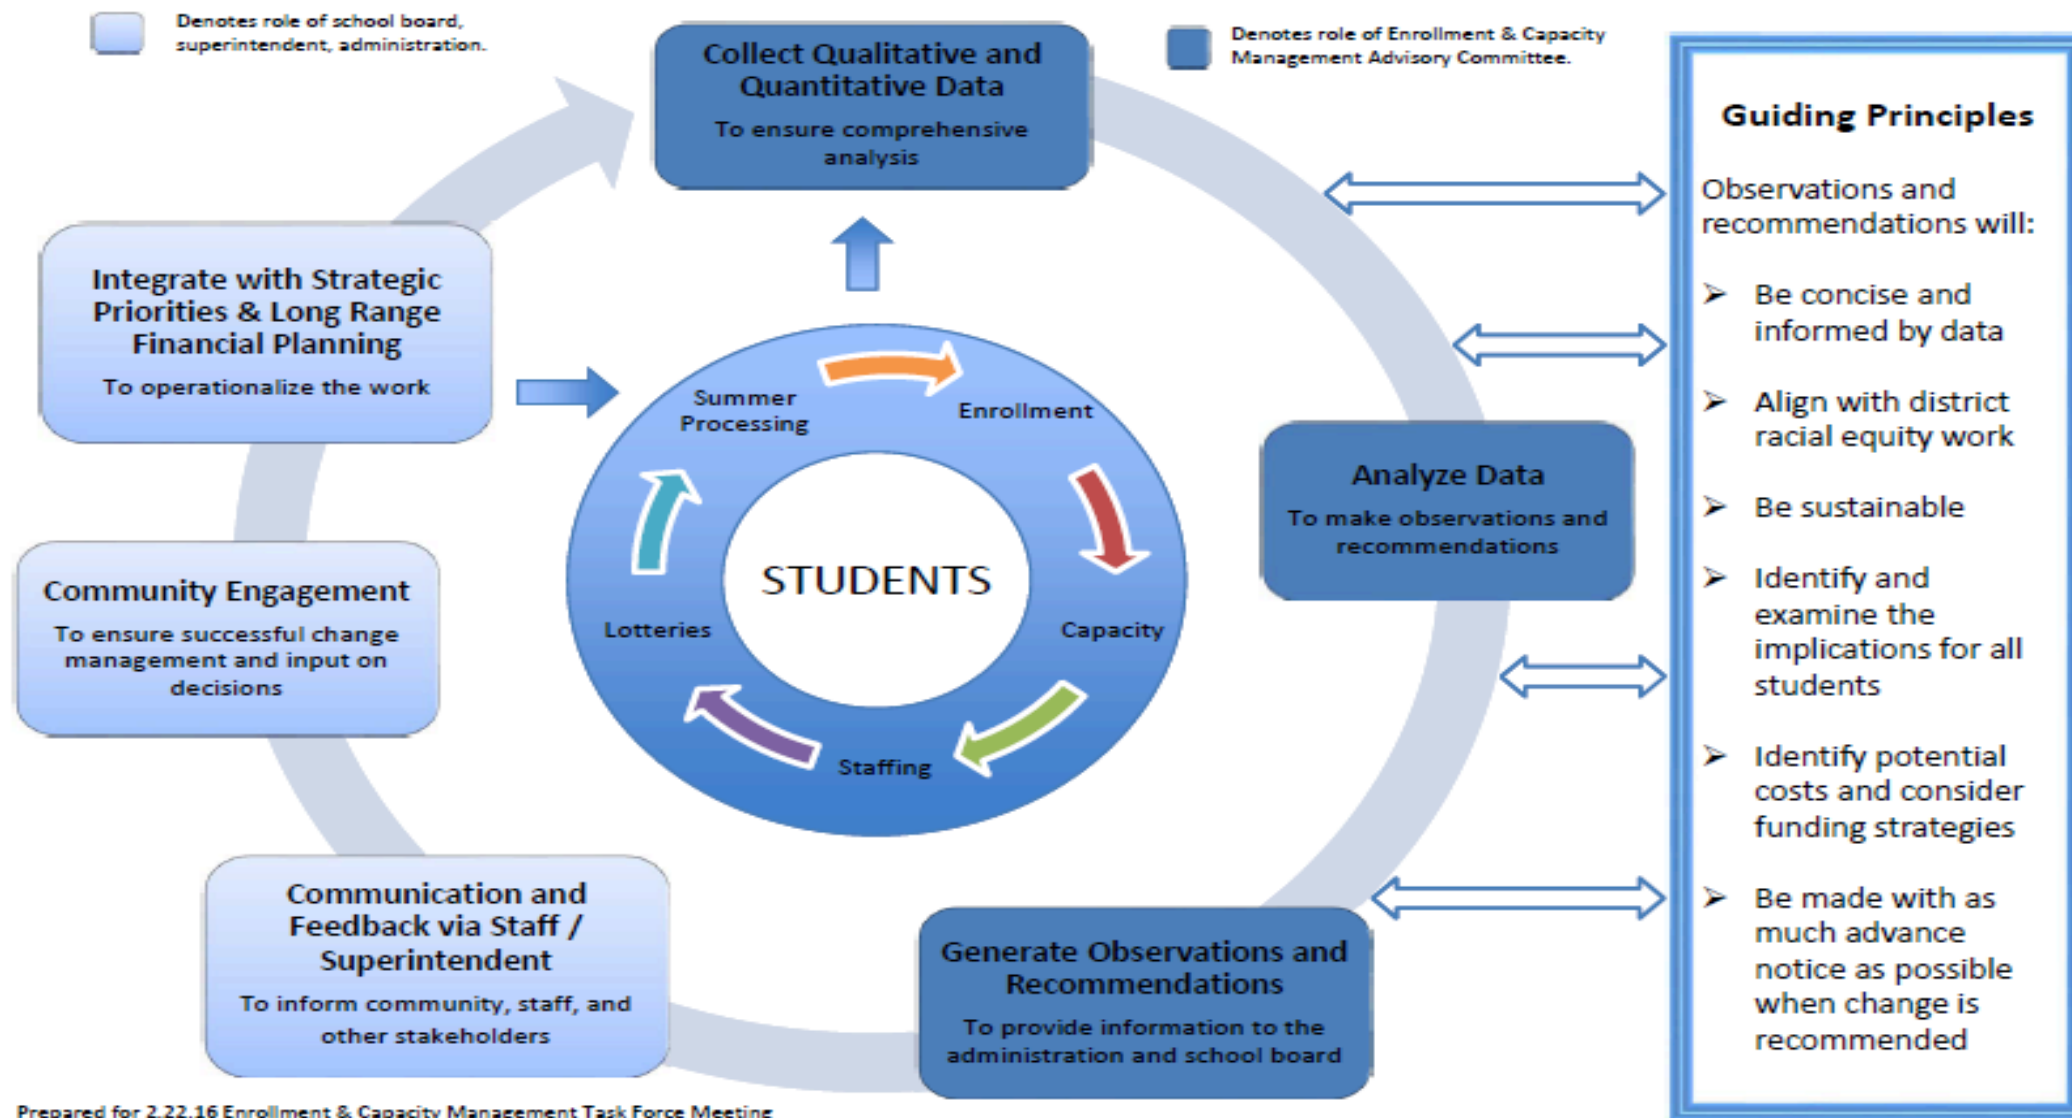 Denotes role of school board,
superintendent, administration.
Denotes role of Enrollment & Capacity
Management Advisory Committee.
Collect Qualitative and
Quantitative Data
To ensure comprehensive
analysis
Integrate with Strategic
Priorities & Long Range
Financial Planning
To operationalize the work
Community Engagement
To ensure successful change
management and input on
decisions
Communication and
Feedback via Staff /
Superintendent
To inform community, staff, and
other stakeholders
Generate Observations and
Recommendations
To provide information to the
administration and school board
Analyze Data
To make observations and
recommendations
Summer
Processing
Enrollment
Capacity
Staffing
Lotteries
STUDENTS
Guiding Principles
Observations and
recommendations will:
➢ Be concise and
informed by data
➢ Align with district
racial equity work
➢ Be sustainable
➢ Identify and
examine the
implications for all
students
➢ Identify potential
costs and consider
funding strategies
➢ Be made with as
much advance
notice as possible
when change is
recommended
Prepared for 2.22.16 Enrollment & Capacity Management Task Force Meeting